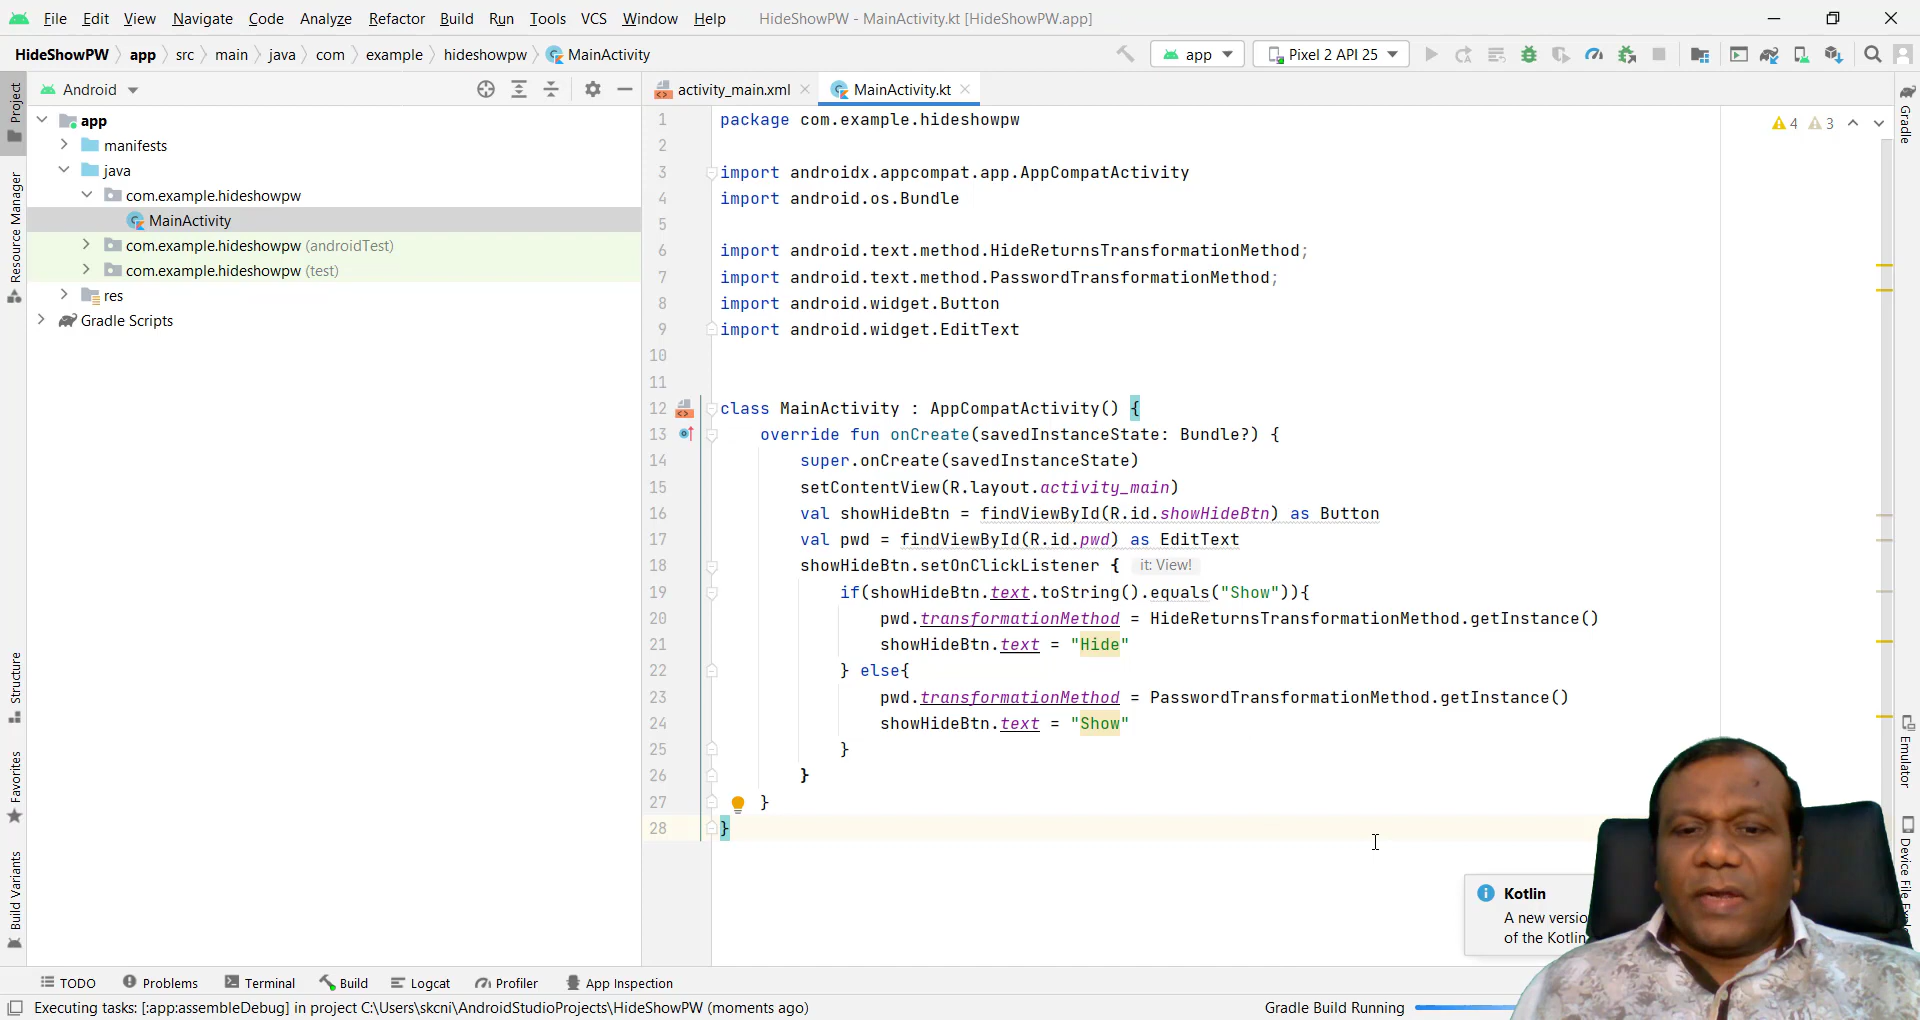 File Edit View Navigate Code Analyze Refactor Build Run Tools VCS Window Help HideShowPW - MainActivity.kt [HideShowPW.app]
HideShowPW app src main java com example hideshowpw MainActivity app Pixel 2 API 25
Android activity_main.xml MainActivity.kt
app
manifests
java
com.example.hideshowpw
MainActivity
com.example.hideshowpw (androidTest)
com.example.hideshowpw (test)
res
Gradle Scripts
Project
Resource Manager
Structure
Favorites
Build Variants
4 3
1 package com.example.hideshowpw
2
3 import androidx.appcompat.app.AppCompatActivity
4 import android.os.Bundle
5
6 import android.text.method.HideReturnsTransformationMethod;
7 import android.text.method.PasswordTransformationMethod;
8 import android.widget.Button
9 import android.widget.EditText
10
11
12 class MainActivity : AppCompatActivity() {
13 override fun onCreate(savedInstanceState: Bundle?) {
14 super.onCreate(savedInstanceState)
15 setContentView(R.layout.activity_main)
16 val showHideBtn = findViewById(R.id.showHideBtn) as Button
17 val pwd = findViewById(R.id.pwd) as EditText
18 showHideBtn.setOnClickListener { it: View!
19 if(showHideBtn.text.toString().equals("Show")){
20 pwd.transformationMethod = HideReturnsTransformationMethod.getInstance()
21 showHideBtn.text = "Hide"
22 } else{
23 pwd.transformationMethod = PasswordTransformationMethod.getInstance()
24 showHideBtn.text = "Show"
25 }
26 }
27 }
28 }
Gradle
Emulator
Device File
Kotlin
A new versio
of the Kotlin
TODO Problems Terminal Build Logcat Profiler App Inspection
Executing tasks: [:app:assembleDebug] in project C:\Users\skcni\AndroidStudioProjects\HideShowPW (moments ago) Gradle Build Running